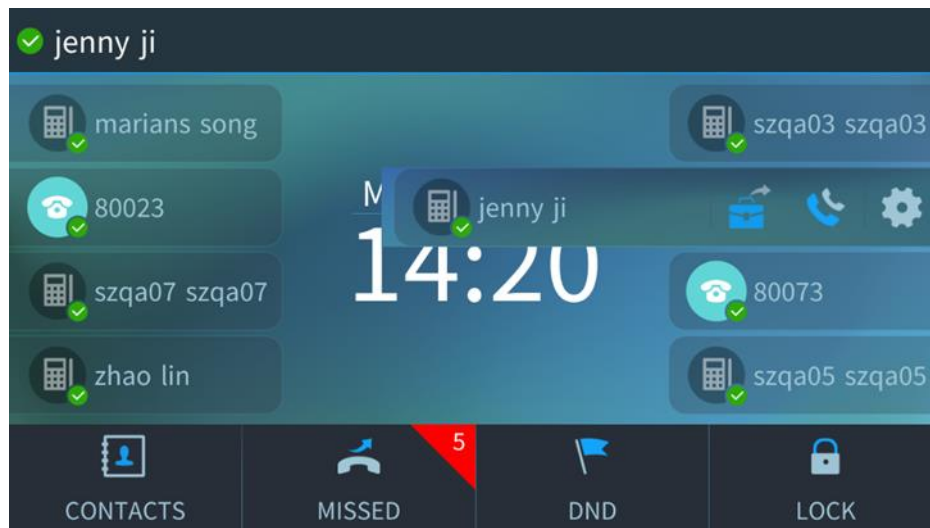 jenny ji
marians song
szqa03 szqa03
80023
jenny ji
14:20
szqa07 szqa07
80073
zhao lin
szqa05 szqa05
5
CONTACTS
MISSED
DND
LOCK